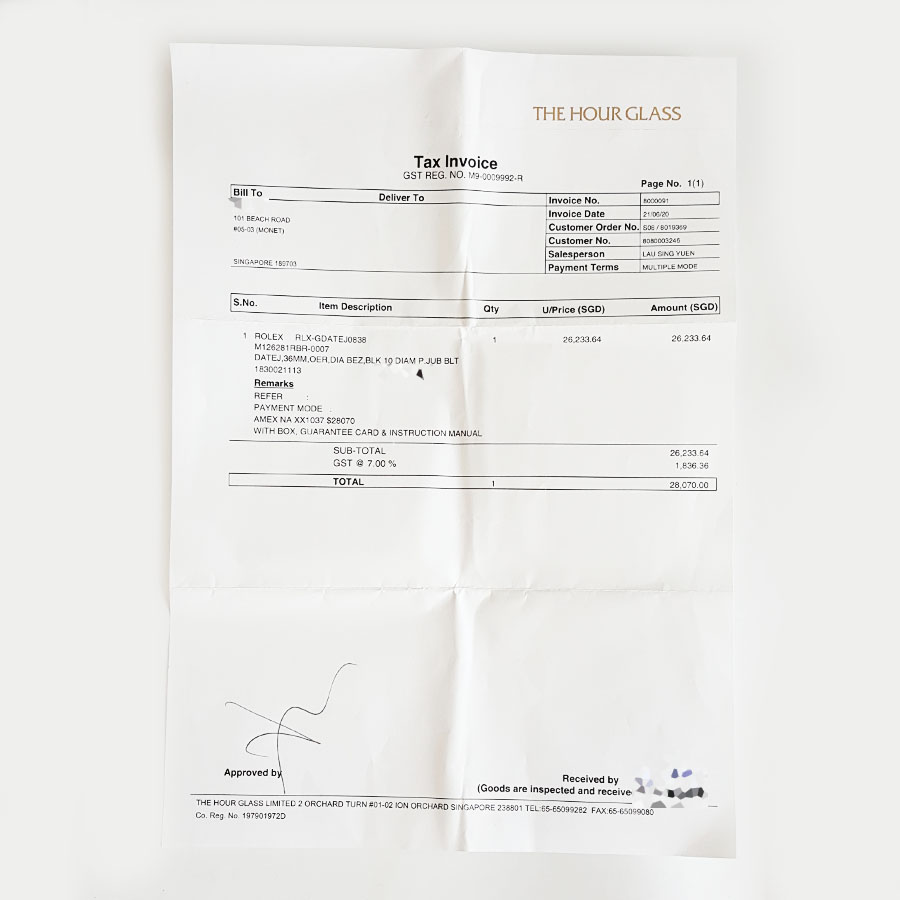 THE HOUR GLASS
Tax Invoice
GST REG. NO. M9-0009992-R
Page No. 1(1)
Bill To
Deliver To
101 BEACH ROAD
#05-03 (MONET)
SINGAPORE 189703
Invoice No. 8000091
Invoice Date 21/06/20
Customer Order No. S08 / 8019369
Customer No. 8080003245
Salesperson LAU SING YUEN
Payment Terms MULTIPLE MODE
S.No. Item Description Qty U/Price (SGD) Amount (SGD)
1 ROLEX RLX-GDATEJ0838 1 26,233.64 26,233.64
M126281RBR-0007
DATEJ,36MM,OER,DIA BEZ,BLK 10 DIAM P.JUB BLT
1830021113
Remarks
REFER :
PAYMENT MODE :
AMEX NA XX1037 $28070
WITH BOX, GUARANTEE CARD & INSTRUCTION MANUAL
SUB-TOTAL 26,233.64
GST @ 7.00 % 1,836.36
TOTAL 1 28,070.00
Approved by
Received by
(Goods are inspected and receive
THE HOUR GLASS LIMITED 2 ORCHARD TURN #01-02 ION ORCHARD SINGAPORE 238801 TEL:65-65099282 FAX:65-65099080
Co. Reg. No. 197901972D